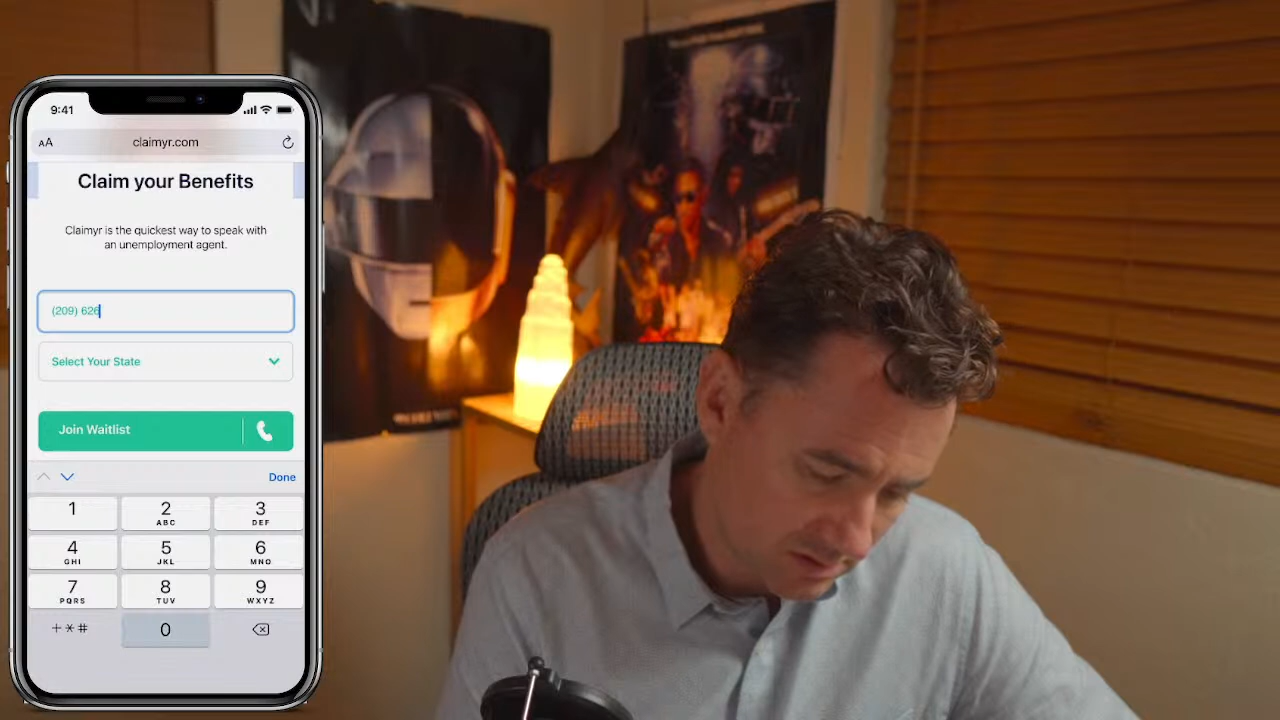 9:41
AA
claimyr.com
Claim your Benefits
Claimyr is the quickest way to speak with
an unemployment agent.
(209) 626
Select Your State
Join Waitlist
Done
1
2
ABC
3
DEF
4
GHI
5
JKL
6
MNO
7
PQRS
8
TUV
9
WXYZ
+*#
0